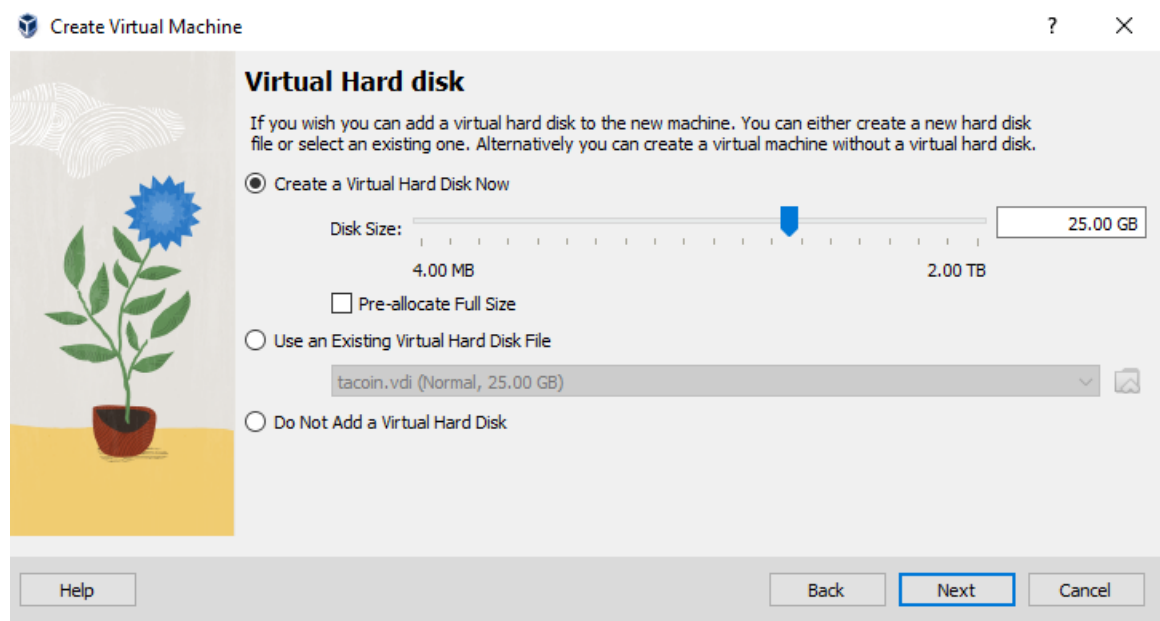 Create Virtual Machine
?
Virtual Hard disk
If you wish you can add a virtual hard disk to the new machine. You can either create a new hard disk
file or select an existing one. Alternatively you can create a virtual machine without a virtual hard disk.
Create a Virtual Hard Disk Now
Disk Size:
25.00 GB
4.00 MB
2.00 TB
Pre-allocate Full Size
Use an Existing Virtual Hard Disk File
tacoin.vdi (Normal, 25.00 GB)
Do Not Add a Virtual Hard Disk
Help
Back
Next
Cancel